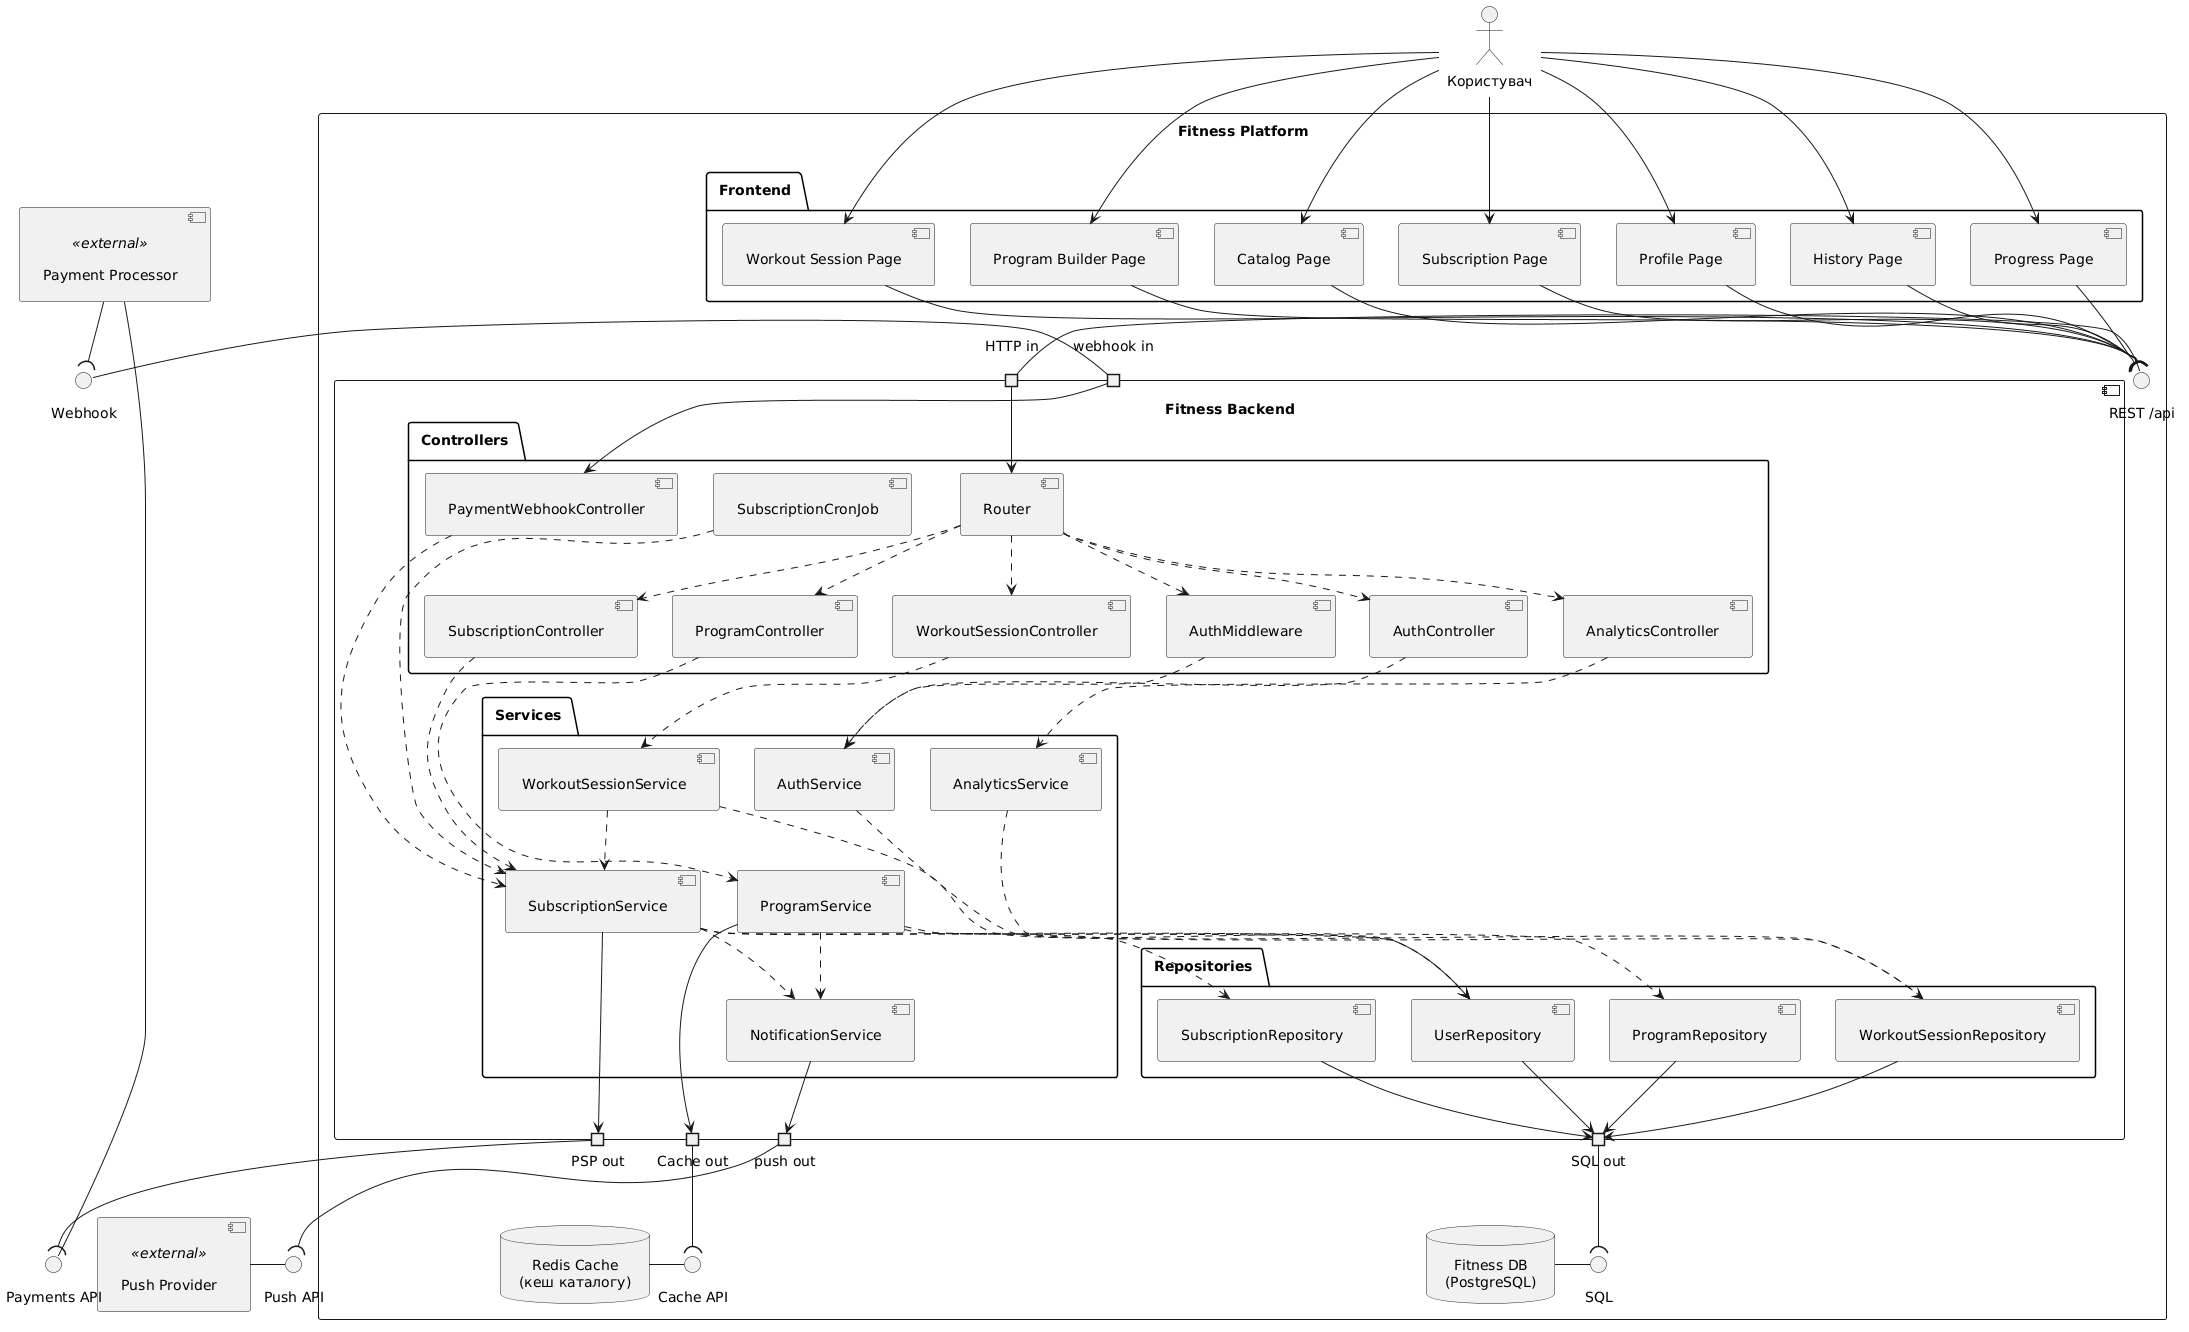 Користувач
Fitness Platform
Frontend
Workout Session Page
Program Builder Page
Catalog Page
Subscription Page
Profile Page
History Page
Progress Page
«external»
Payment Processor
HTTP in
webhook in
Webhook
REST /api
Fitness Backend
Controllers
PaymentWebhookController
SubscriptionCronJob
Router
SubscriptionController
ProgramController
WorkoutSessionController
AuthMiddleware
AuthController
AnalyticsController
Services
WorkoutSessionService
AuthService
AnalyticsService
SubscriptionService
ProgramService
Repositories
NotificationService
SubscriptionRepository
UserRepository
ProgramRepository
WorkoutSessionRepository
PSP out
Cache out
push out
SQL out
«external»
Push Provider
Redis Cache
(кеш каталогу)
Fitness DB
(PostgreSQL)
Payments API
Push API
Cache API
SQL